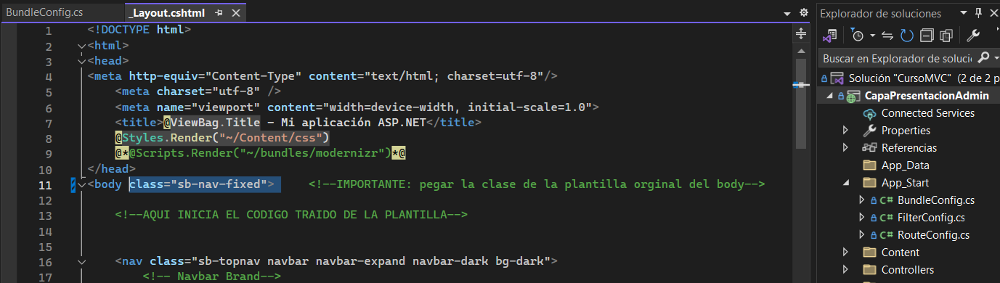 BundleConfig.cs
_Layout.cshtml
1 <!DOCTYPE html>
2 <html>
3 <head>
4 <meta http-equiv="Content-Type" content="text/html; charset=utf-8"/>
5 <meta charset="utf-8" />
6 <meta name="viewport" content="width=device-width, initial-scale=1.0">
7 <title>@ViewBag.Title - Mi aplicación ASP.NET</title>
8 @Styles.Render("~/Content/css")
9 @*@Scripts.Render("~/bundles/modernizr")*@
10 </head>
11 <body class="sb-nav-fixed"> <!--IMPORTANTE: pegar la clase de la plantilla orginal del body-->
12
13 <!--AQUI INICIA EL CODIGO TRAIDO DE LA PLANTILLA-->
14
15
16 <nav class="sb-topnav navbar navbar-expand navbar-dark bg-dark">
17 <!-- Navbar Brand-->
Explorador de soluciones
Buscar en Explorador de solucio
Solución "CursoMVC" (2 de 2 p
CapaPresentacionAdmin
Connected Services
Properties
Referencias
App_Data
App_Start
C# BundleConfig.cs
C# FilterConfig.cs
C# RouteConfig.cs
Content
Controllers